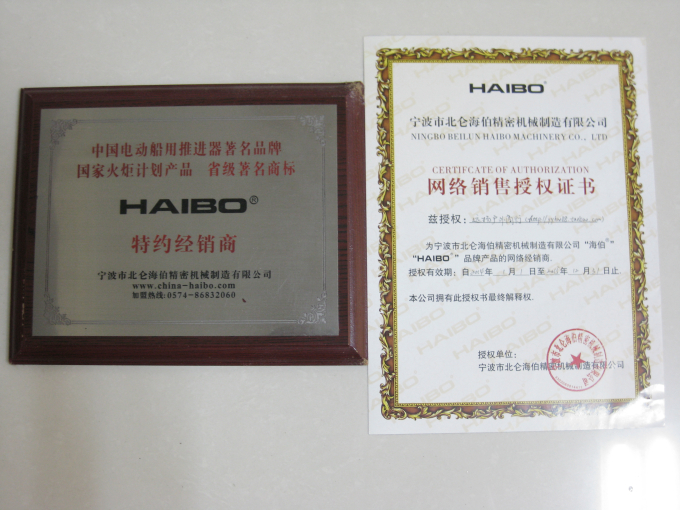 中国电动船用推进器著名品牌
国家火炬计划产品 省级著名商标
HAIBO®
特约经销商
宁波市北仑海伯精密机械制造有限公司
www.china-haibo.com
加盟热线:0574-86832060
HAIBO®
宁波市北仑海伯精密机械制造有限公司
NINGBO BEILUN HAIBO MACHINERY CO., LTD
CERTIFCATE OF AUTHORIZATION
网络销售授权证书
兹授权:
为宁波市北仑海伯精密机械制造有限公司“海伯®”
“HAIBO®”品牌产品的网络经销商.
授权有效期: 自 年 月 日至 年 月 日止
本公司拥有此授权书最终解释权.
授权单位:
宁波市北仑海伯精密机械制造有限公司